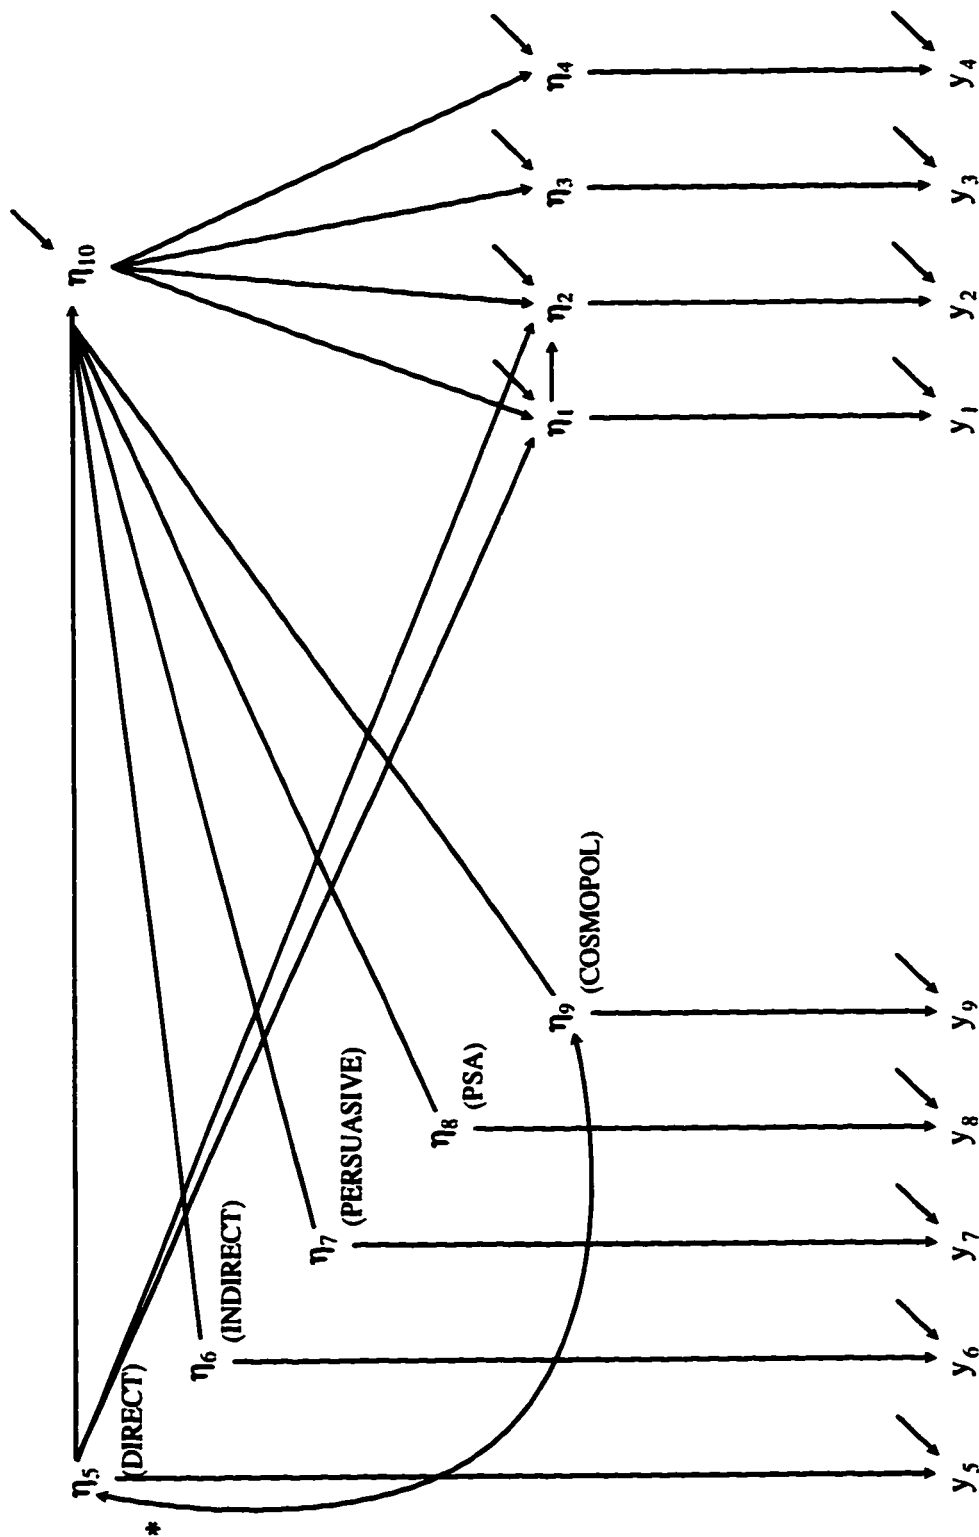 η₁₀
*
η₅
(DIRECT)
η₆
(INDIRECT)
η₇
(PERSUASIVE)
η₈
(PSA)
η₉
(COSMOPOL)
η₁
η₂
η₃
η₄
y₅
y₆
y₇
y₈
y₉
y₁
y₂
y₃
y₄